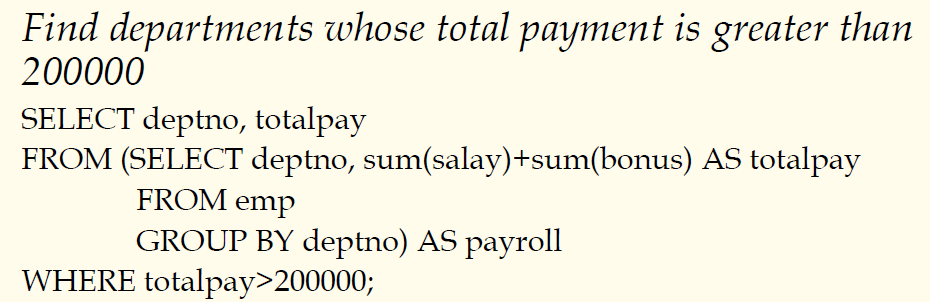 Find departments whose total payment is greater than
200000
SELECT deptno, totalpay
FROM (SELECT deptno, sum(salay)+sum(bonus) AS totalpay
FROM emp
GROUP BY deptno) AS payroll
WHERE totalpay>200000;